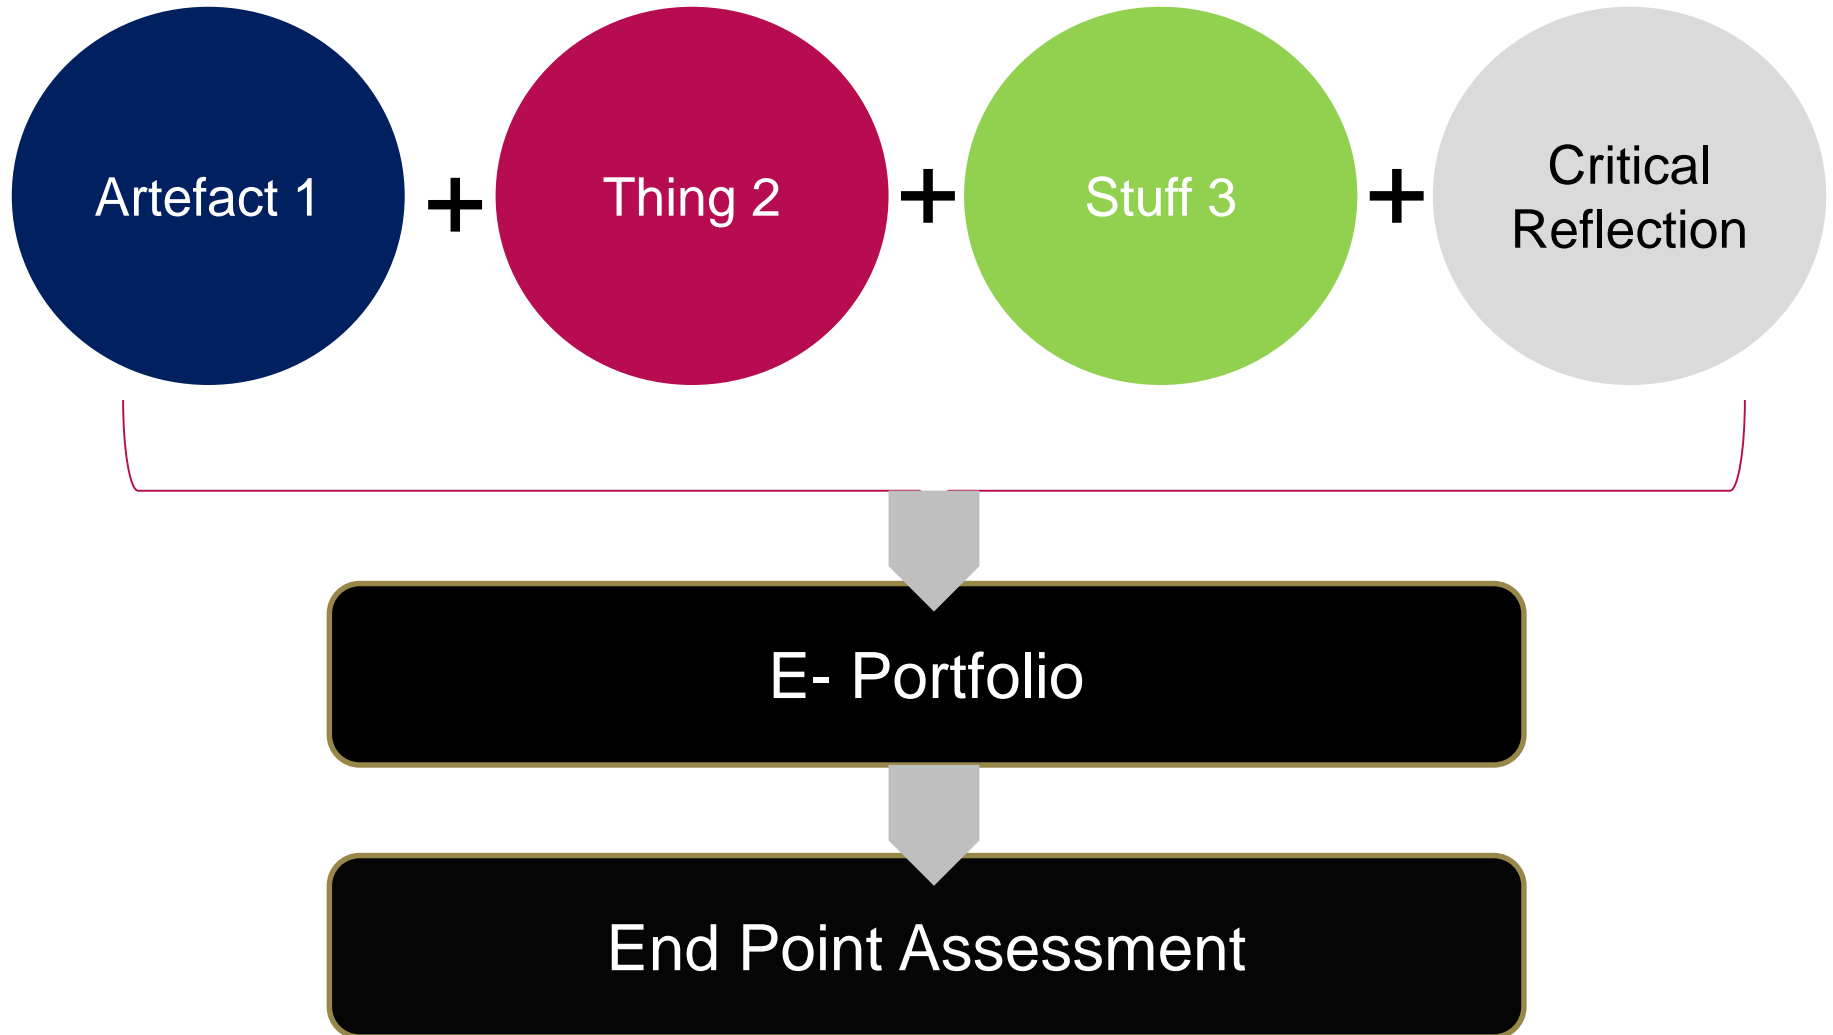 Artefact 1
+
Thing 2
+
Stuff 3
+
Critical
Reflection
E- Portfolio
End Point Assessment